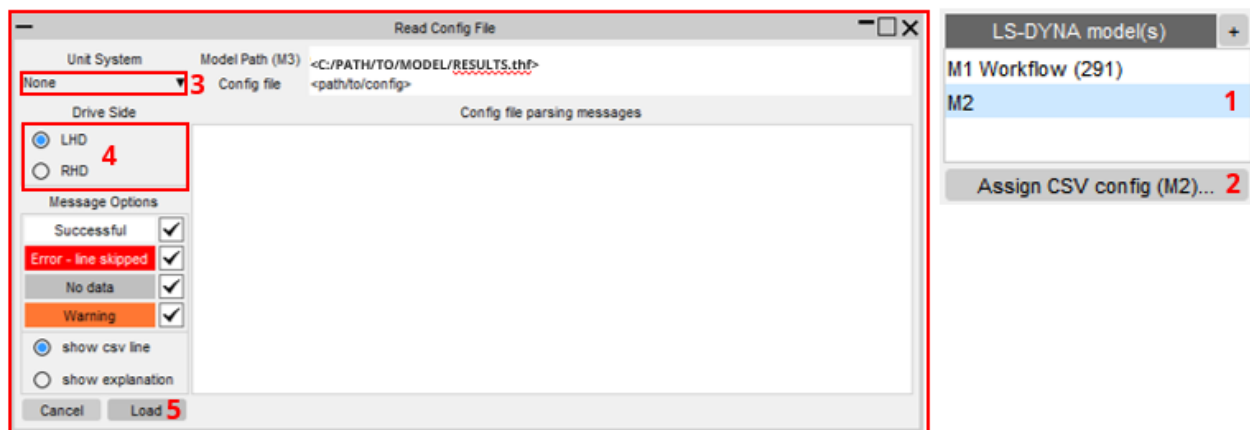 Read Config File
Unit System
None
3
Model Path (M3) <C:/PATH/TO/MODEL/RESULTS.thf>
Config file <path/to/config>
Drive Side
LHD
RHD
4
Config file parsing messages
Message Options
Successful
Error - line skipped
No data
Warning
show csv line
show explanation
Cancel
Load
5
LS-DYNA model(s) +
M1 Workflow (291)
M2 1
Assign CSV config (M2)... 2